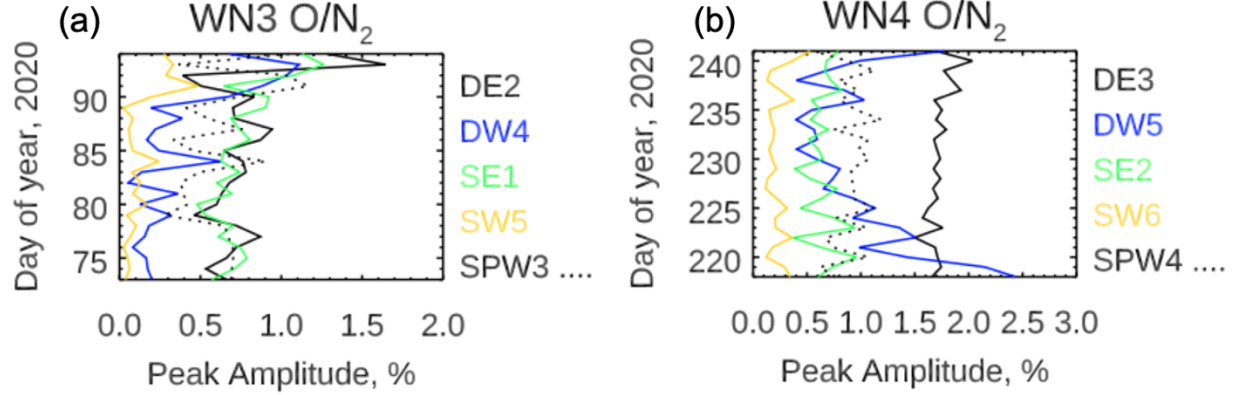 (a) WN3 O/N2
Day of year, 2020
90
85
80
75
0.0 0.5 1.0 1.5 2.0
Peak Amplitude, %
DE2
DW4
SE1
SW5
SPW3 ....
(b) WN4 O/N2
Day of year, 2020
240
235
230
225
220
0.0 0.5 1.0 1.5 2.0 2.5 3.0
Peak Amplitude, %
DE3
DW5
SE2
SW6
SPW4 ....